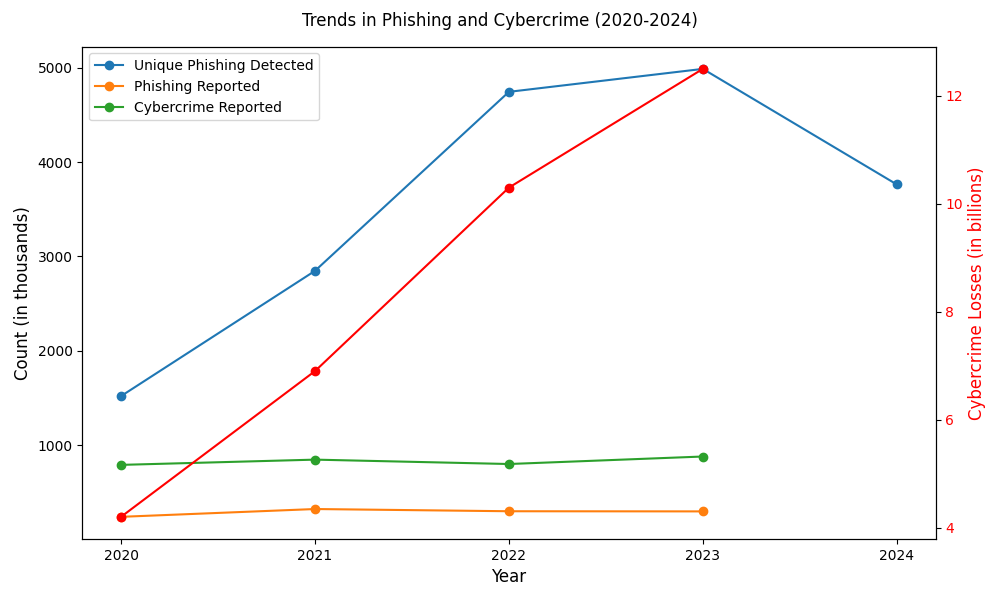 Trends in Phishing and Cybercrime (2020-2024)
Unique Phishing Detected
Phishing Reported
Cybercrime Reported
Count (in thousands)
5000
4000
3000
2000
1000
Cybercrime Losses (in billions)
12
10
8
6
4
2020 2021 2022 2023 2024
Year